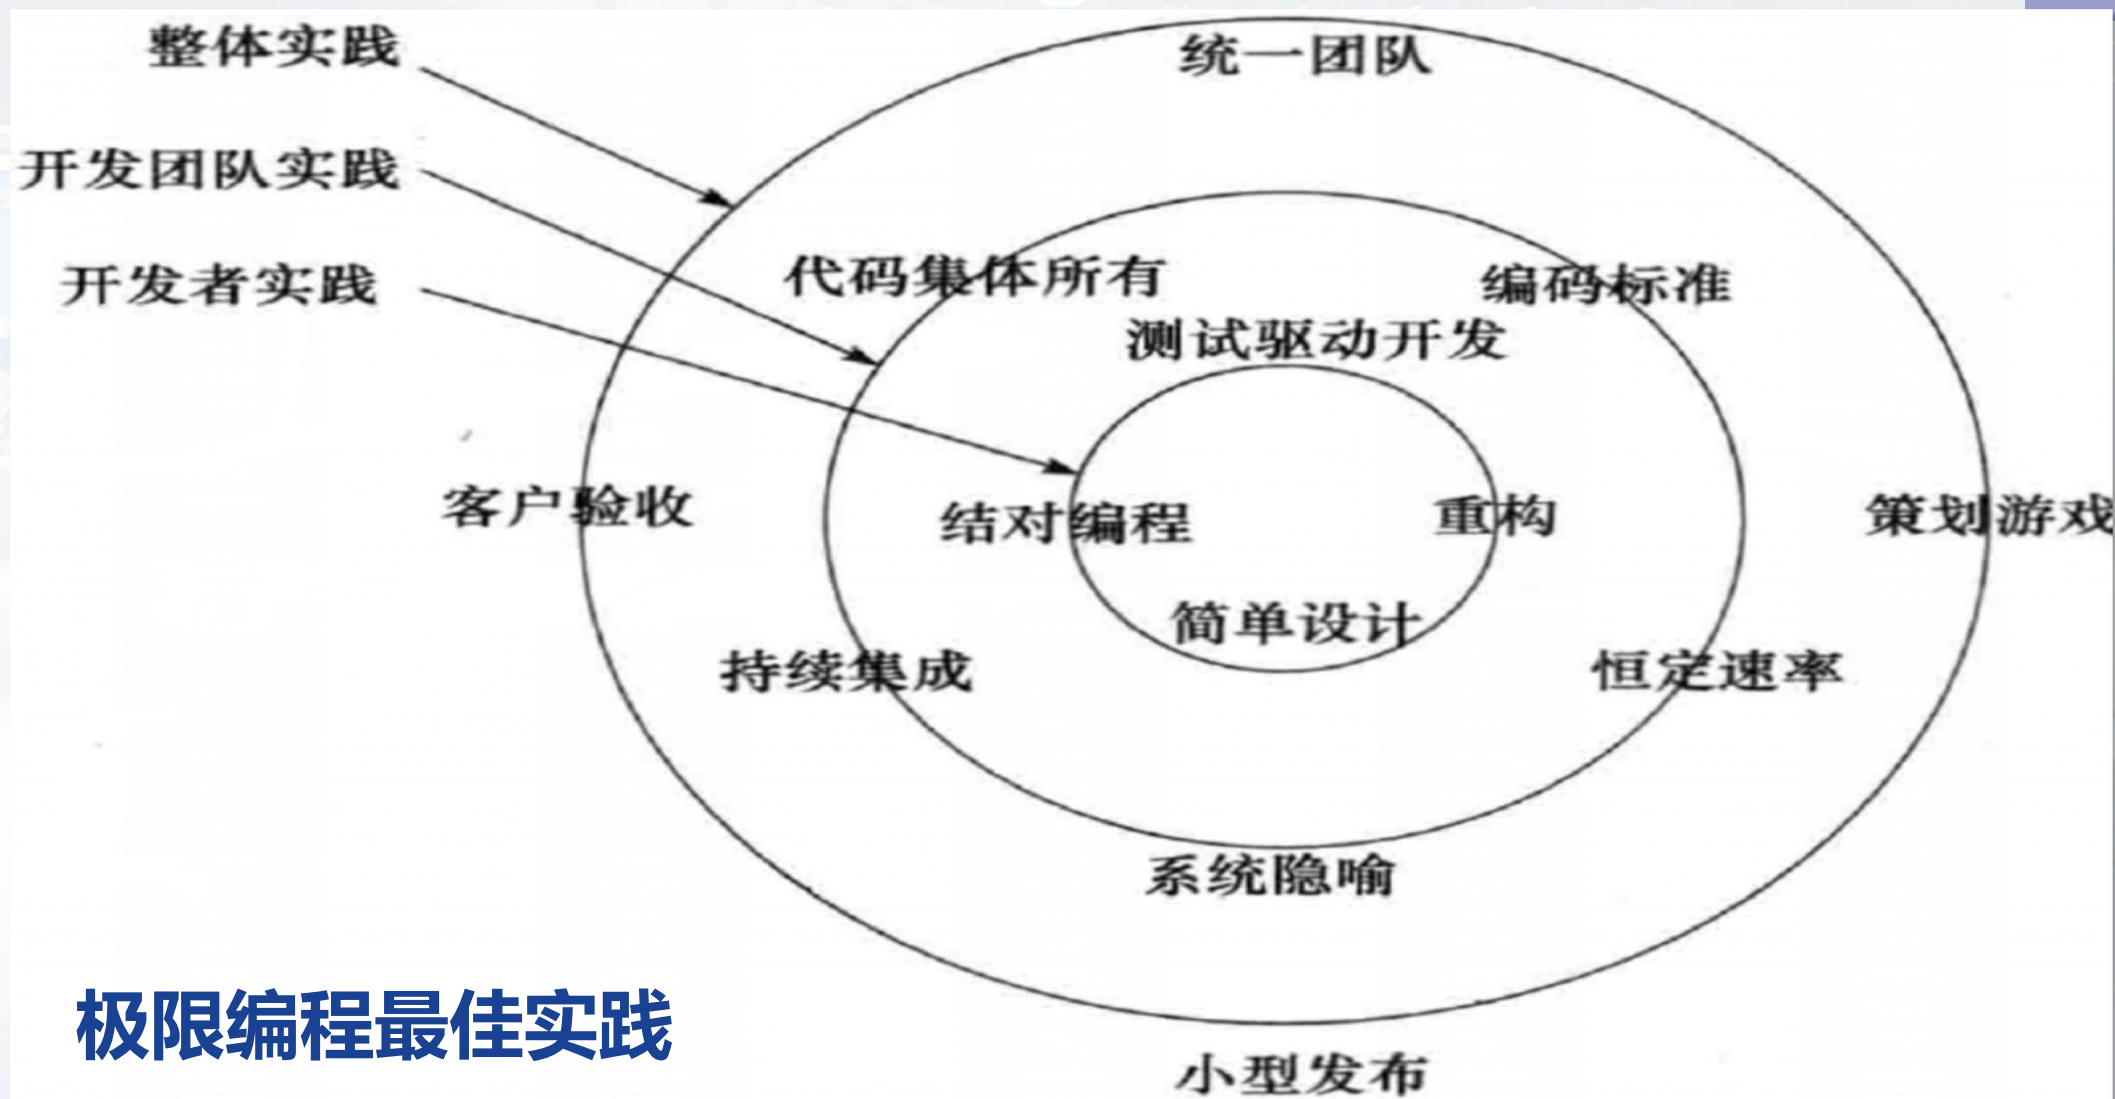 整体实践
统一团队
开发团队实践
开发者实践
代码集体所有
编码标准
测试驱动开发
客户验收
结对编程
重构
策划游戏
简单设计
持续集成
恒定速率
系统隐喻
极限编程最佳实践
小型发布